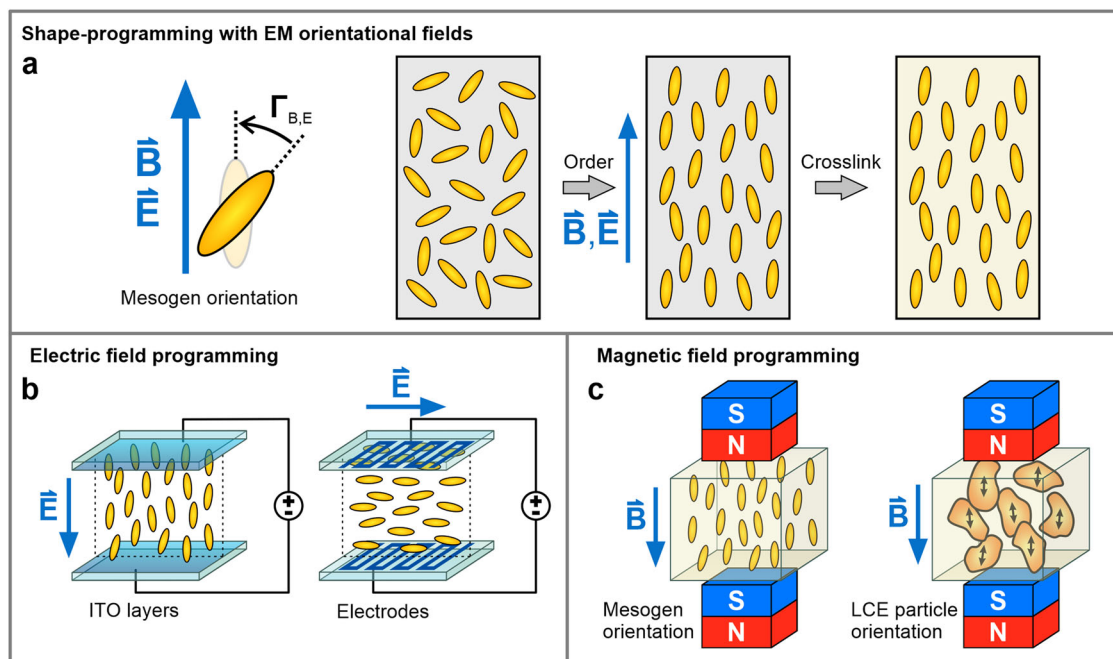 Shape-programming with EM orientational fields
a
Γ B,E
B
E
Mesogen orientation
Order
B, E
Crosslink
Electric field programming
b
E
E
+
-
+
-
ITO layers
Electrodes
Magnetic field programming
c
S
N
S
N
B
B
S
N
S
N
Mesogen
orientation
LCE particle
orientation